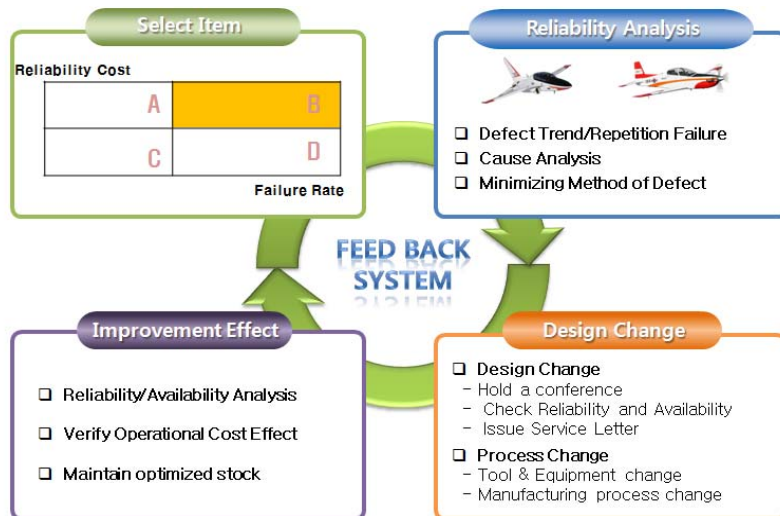 Select Item
Reliability Cost
A
B
C
D
Failure Rate
Reliability Analysis
❏ Defect Trend/Repetition Failure
❏ Cause Analysis
❏ Minimizing Method of Defect
FEED BACK
SYSTEM
Improvement Effect
❏ Reliability/Availability Analysis
❏ Verify Operational Cost Effect
❏ Maintain optimized stock
Design Change
❏ Design Change
- Hold a conference
- Check Reliability and Availability
- Issue Service Letter
❏ Process Change
- Tool & Equipment change
- Manufacturing process change